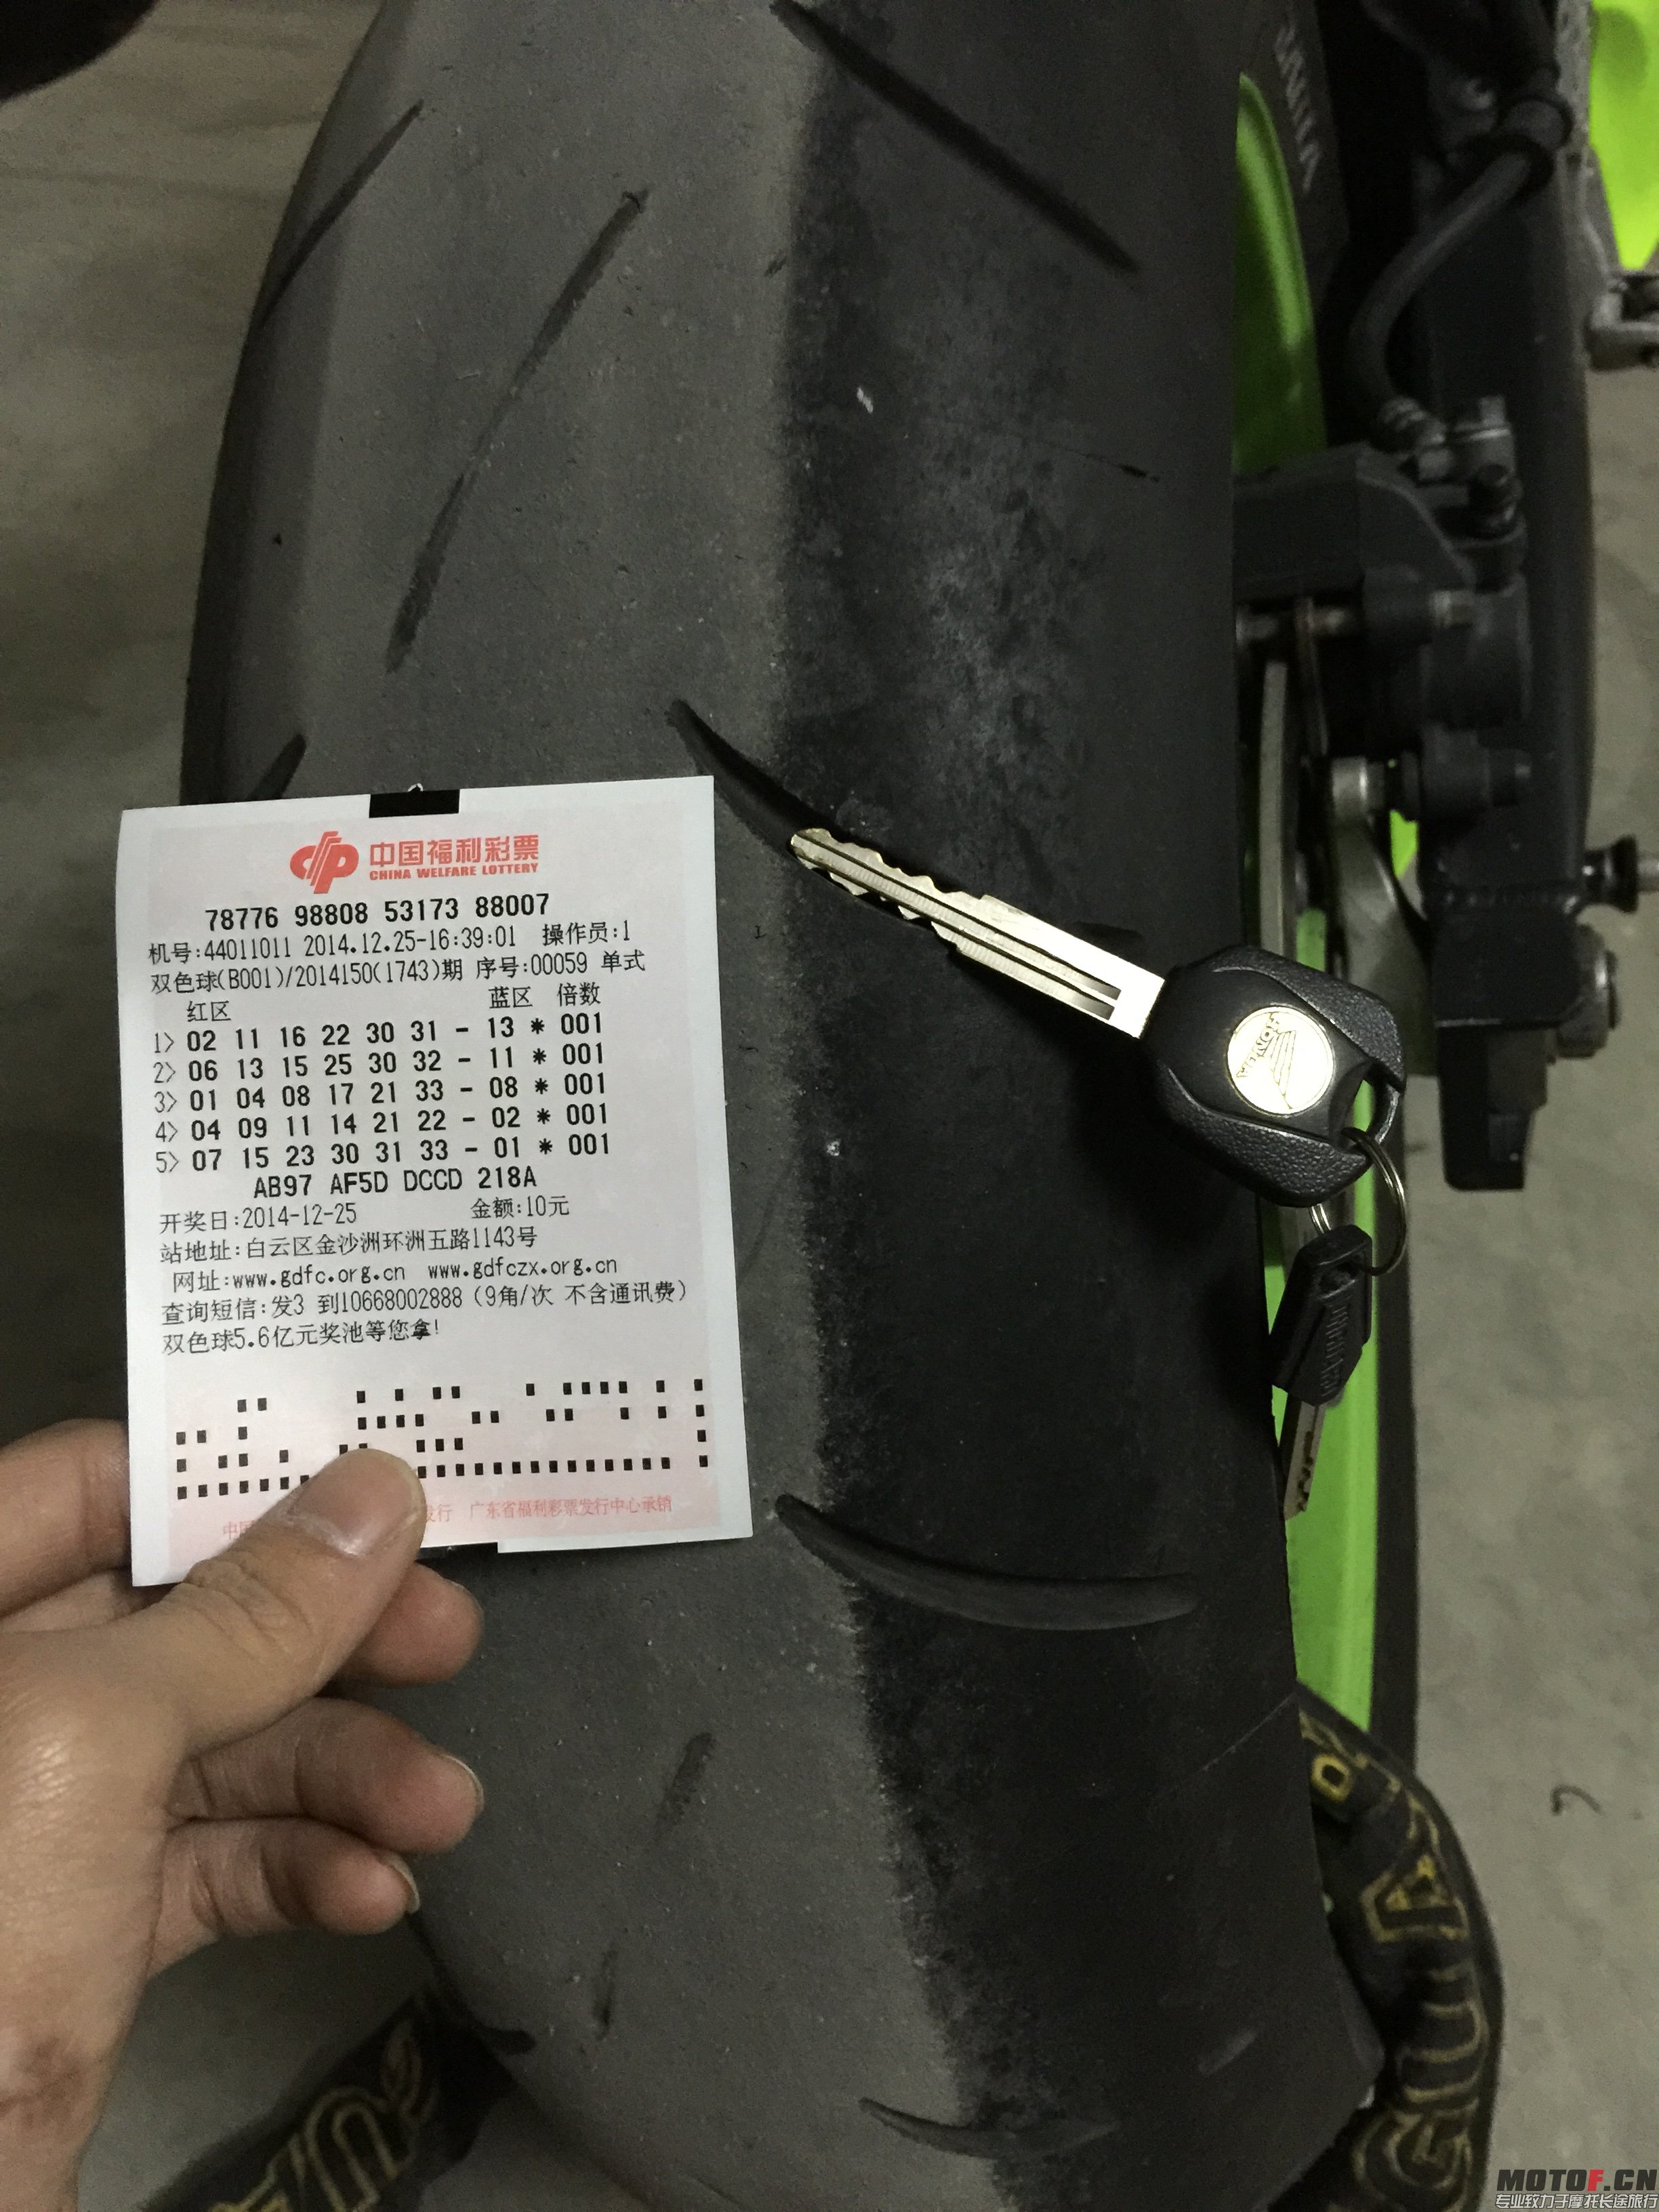 中国福利彩票
CHINA WELFARE LOTTERY
78776 98808 53173 88007
机号:44011011 2014.12.25-16:39:01 操作员:1
双色球(B001)/2014150(1743)期 序号:00059 单式
红区 蓝区 倍数
1> 02 11 16 22 30 31 - 13 * 001
2> 06 13 15 25 30 32 - 11 * 001
3> 01 04 08 17 21 33 - 08 * 001
4> 04 09 11 14 21 22 - 02 * 001
5> 07 15 23 30 31 33 - 01 * 001
AB97 AF5D DCCD 218A
开奖日:2014-12-25 金额:10元
站地址:白云区金沙洲环洲五路1143号
网址:www.gdfc.org.cn www.gdfczx.org.cn
查询短信:发3 到10668002888(9角/次 不含通讯费)
双色球5.6亿元奖池等您拿!
中国 发行 广东省福利彩票发行中心承销
HONDA
MOTOF.CN
专业致力于摩托长途旅行